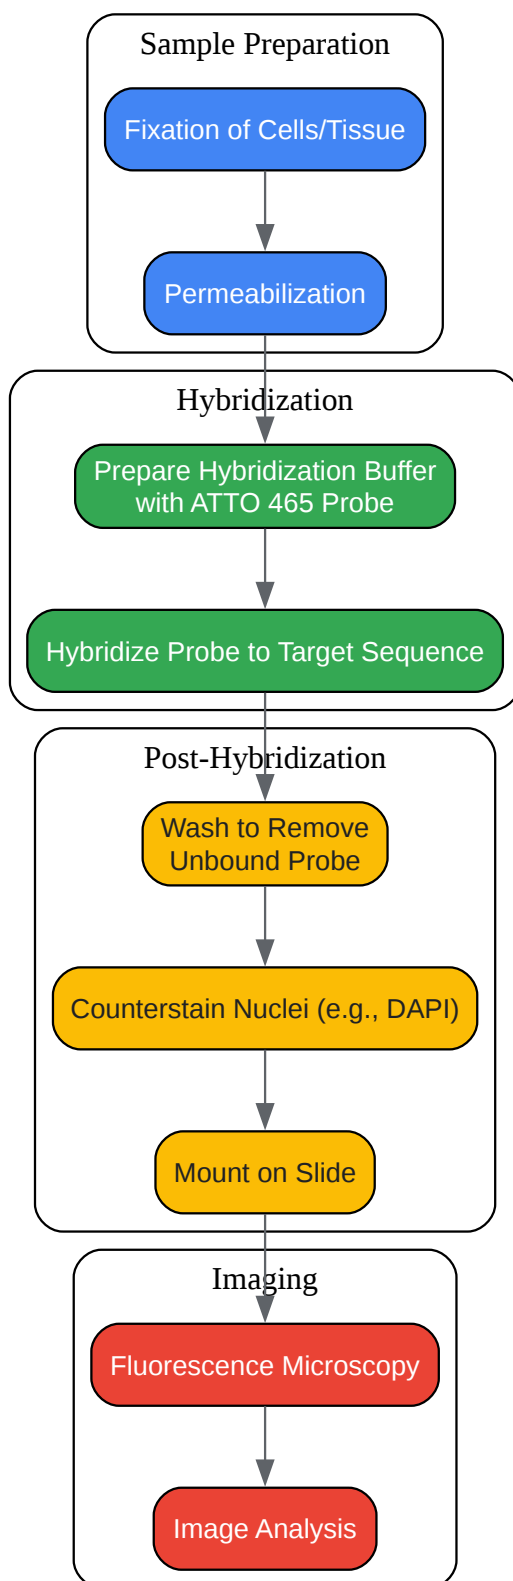 Sample Preparation
Fixation of Cells/Tissue
Permeabilization
Hybridization
Prepare Hybridization Buffer
with ATTO 465 Probe
Hybridize Probe to Target Sequence
Post-Hybridization
Wash to Remove
Unbound Probe
Counterstain Nuclei (e.g., DAPI)
Mount on Slide
Imaging
Fluorescence Microscopy
Image Analysis